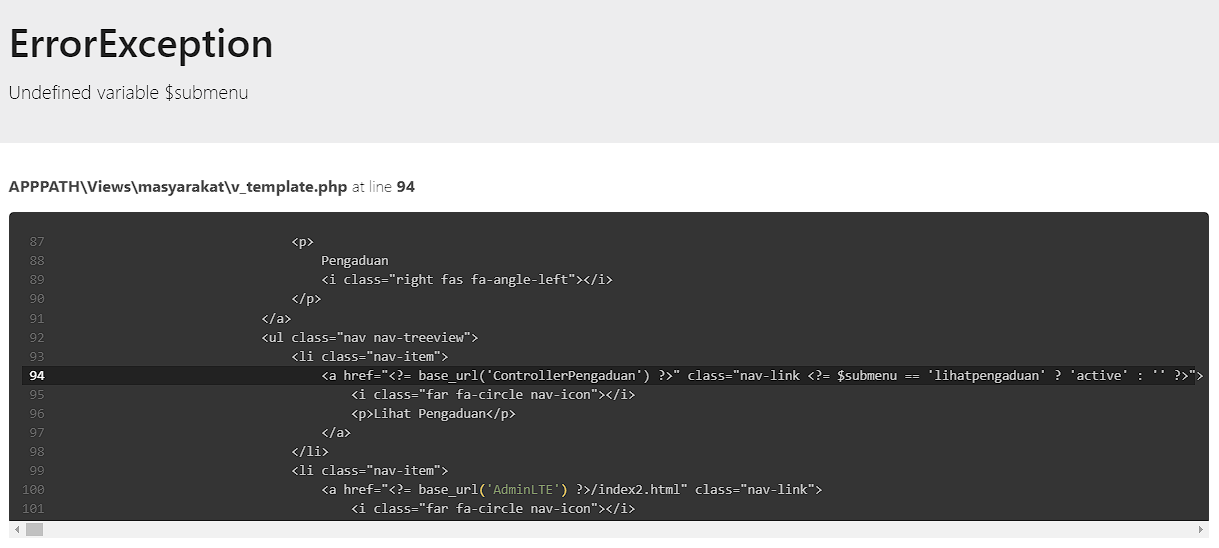 ErrorException
Undefined variable $submenu
APPPATH\Views\masyarakat\v_template.php at line 94
87 <p>
88 Pengaduan
89 <i class="right fas fa-angle-left"></i>
90 </p>
91 </a>
92 <ul class="nav nav-treeview">
93 <li class="nav-item">
94 <a href="<?= base_url('ControllerPengaduan') ?>" class="nav-link <?= $submenu == 'lihatpengaduan' ? 'active' : '' ?>">
95 <i class="far fa-circle nav-icon"></i>
96 <p>Lihat Pengaduan</p>
97 </a>
98 </li>
99 <li class="nav-item">
100 <a href="<?= base_url('AdminLTE') ?>/index2.html" class="nav-link">
101 <i class="far fa-circle nav-icon"></i>